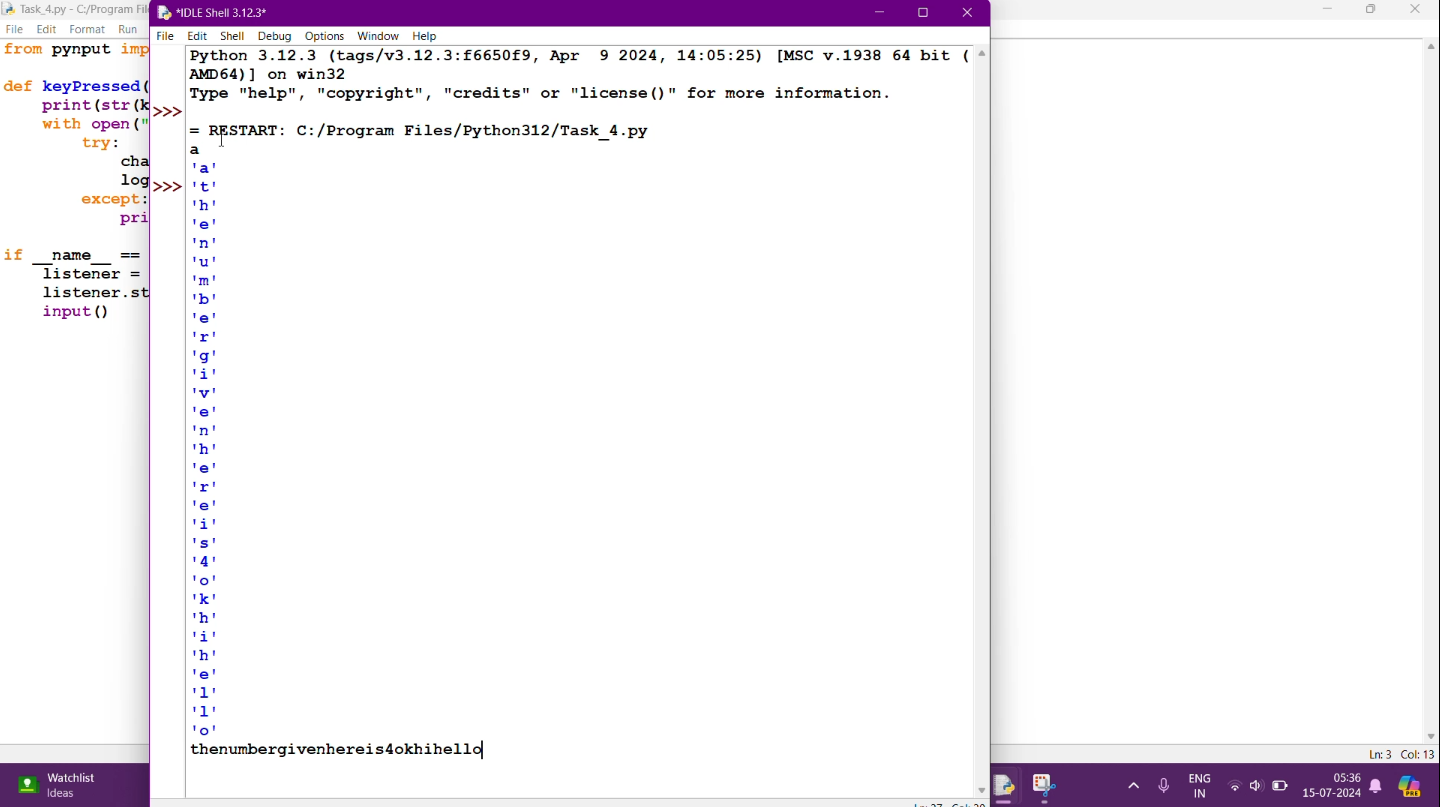 Task_4.py - C:/Program Fil
File Edit Format Run
from pynput imp
def keyPressed(
print(str(k
with open("
try:
cha
log
except:
pri
if __name__ ==
listener =
listener.st
input()
*IDLE Shell 3.12.3*
File Edit Shell Debug Options Window Help
Python 3.12.3 (tags/v3.12.3:f6650f9, Apr  9 2024, 14:05:25) [MSC v.1938 64 bit (
AMD64)] on win32
Type "help", "copyright", "credits" or "license()" for more information.
>>>
= RESTART: C:/Program Files/Python312/Task_4.py
a
'a'
>>> 't'
'h'
'e'
'n'
'u'
'm'
'b'
'e'
'r'
'g'
'i'
'v'
'e'
'n'
'h'
'e'
'r'
'e'
'i'
's'
'4'
'o'
'k'
'h'
'i'
'h'
'e'
'l'
'l'
'o'
thenumbergivenhereis4okhihello
Ln: 3 Col: 13
Watchlist
Ideas
ENG
IN
05:36
15-07-2024
PRE